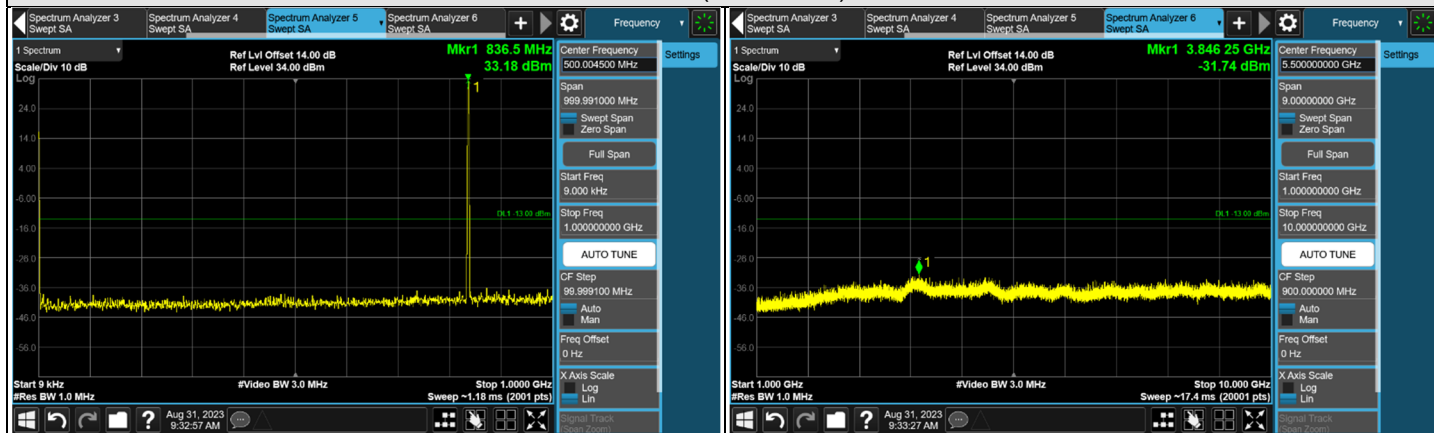 Spectrum Analyzer 3
Swept SA
Spectrum Analyzer 4
Swept SA
Spectrum Analyzer 5
Swept SA
Spectrum Analyzer 6
Swept SA
+
Frequency
1 Spectrum
Scale/Div 10 dB
Log
Ref Lvl Offset 14.00 dB
Ref Level 34.00 dBm
Mkr1 836.5 MHz
33.18 dBm
1
24.0
14.0
4.00
-6.00
-16.0
-26.0
-36.0
-46.0
-56.0
DL1 -13.00 dBm
Start 9 kHz
#Res BW 1.0 MHz
#Video BW 3.0 MHz
Stop 1.0000 GHz
Sweep ~1.18 ms (2001 pts)
Center Frequency
500.004500 MHz
Settings
Span
999.991000 MHz
Swept Span
Zero Span
Full Span
Start Freq
9.000 kHz
Stop Freq
1.00000000 GHz
AUTO TUNE
CF Step
99.999100 MHz
Auto
Man
Freq Offset
0 Hz
X Axis Scale
Log
Lin
Signal Track
(Span Zoom)
?
Aug 31, 2023
9:32:57 AM
Spectrum Analyzer 3
Swept SA
Spectrum Analyzer 4
Swept SA
Spectrum Analyzer 5
Swept SA
Spectrum Analyzer 6
Swept SA
+
Frequency
1 Spectrum
Scale/Div 10 dB
Log
Ref Lvl Offset 14.00 dB
Ref Level 34.00 dBm
Mkr1 3.846 25 GHz
-31.74 dBm
1
24.0
14.0
4.00
-6.00
-16.0
-26.0
-36.0
-46.0
-56.0
DL1 -13.00 dBm
Start 1.000 GHz
#Res BW 1.0 MHz
#Video BW 3.0 MHz
Stop 10.000 GHz
Sweep ~17.4 ms (20001 pts)
Center Frequency
5.500000000 GHz
Settings
Span
9.00000000 GHz
Swept Span
Zero Span
Full Span
Start Freq
1.000000000 GHz
Stop Freq
10.000000000 GHz
AUTO TUNE
CF Step
900.000000 MHz
Auto
Man
Freq Offset
0 Hz
X Axis Scale
Log
Lin
Signal Track
(Span Zoom)
?
Aug 31, 2023
9:33:27 AM